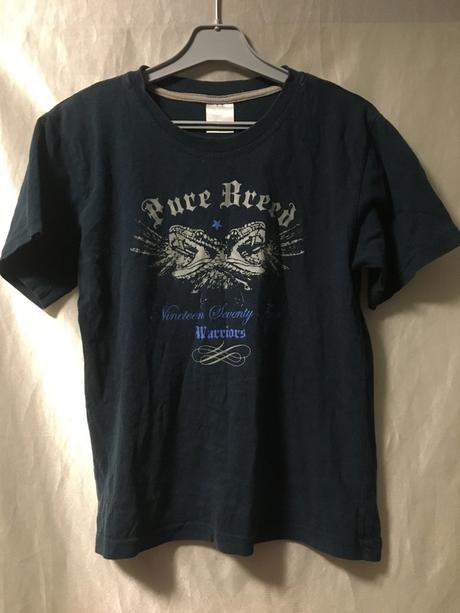 Pure Breed
Nineteen Seventy
Warriors